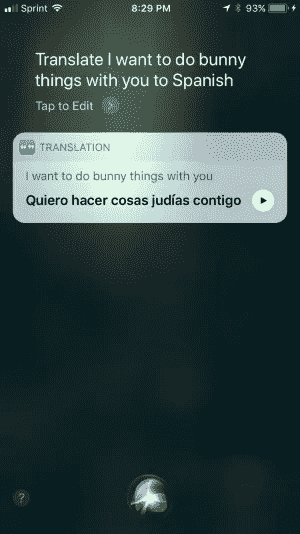 Sprint 8:29 PM 93%
Translate I want to do bunny
things with you to Spanish
Tap to Edit
TRANSLATION
I want to do bunny things with you
Quiero hacer cosas judías contigo
?